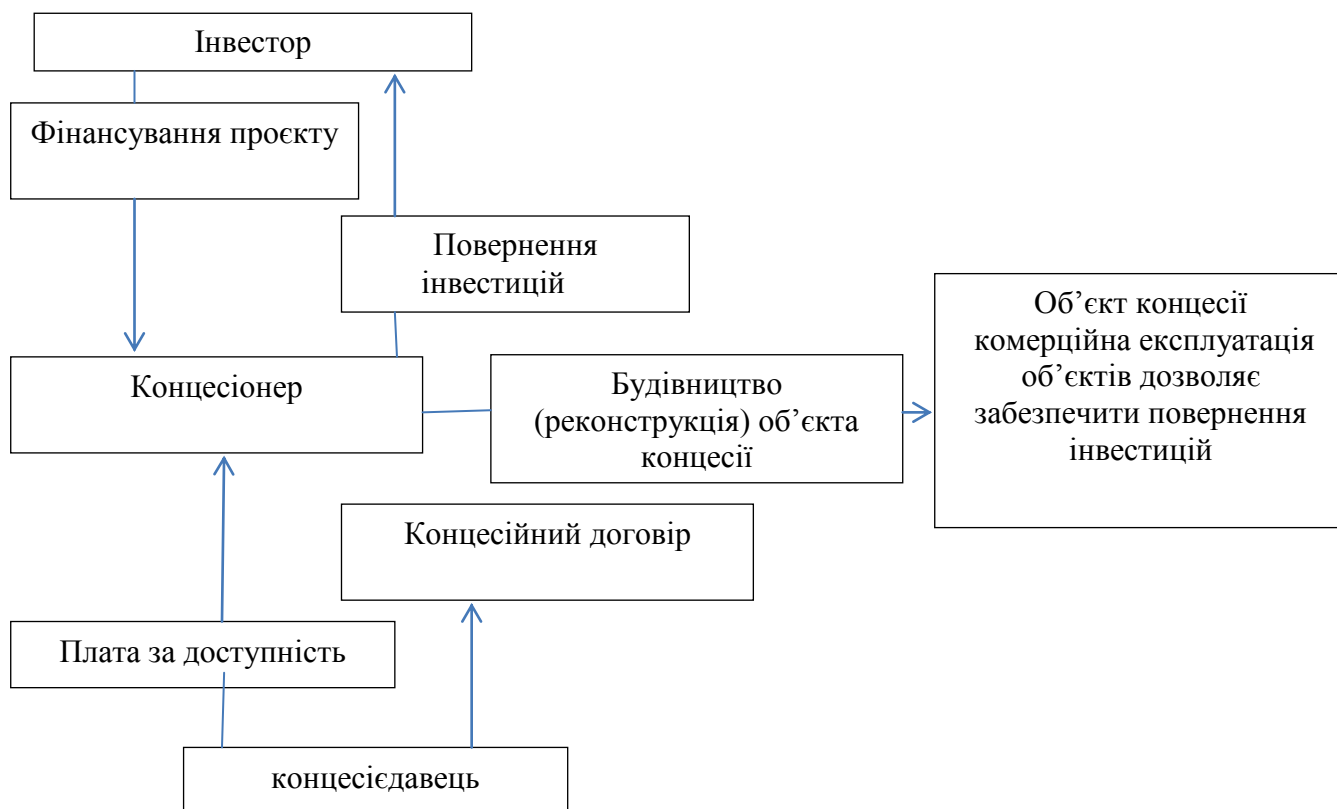 Інвестор
Фінансування проєкту
Повернення
інвестицій
Об’єкт концесії
комерційна експлуатація
об’єктів дозволяє
забезпечити повернення
інвестицій
Концесіонер
Будівництво
(реконструкція) об’єкта
концесії
Концесійний договір
Плата за доступність
концесієдавець